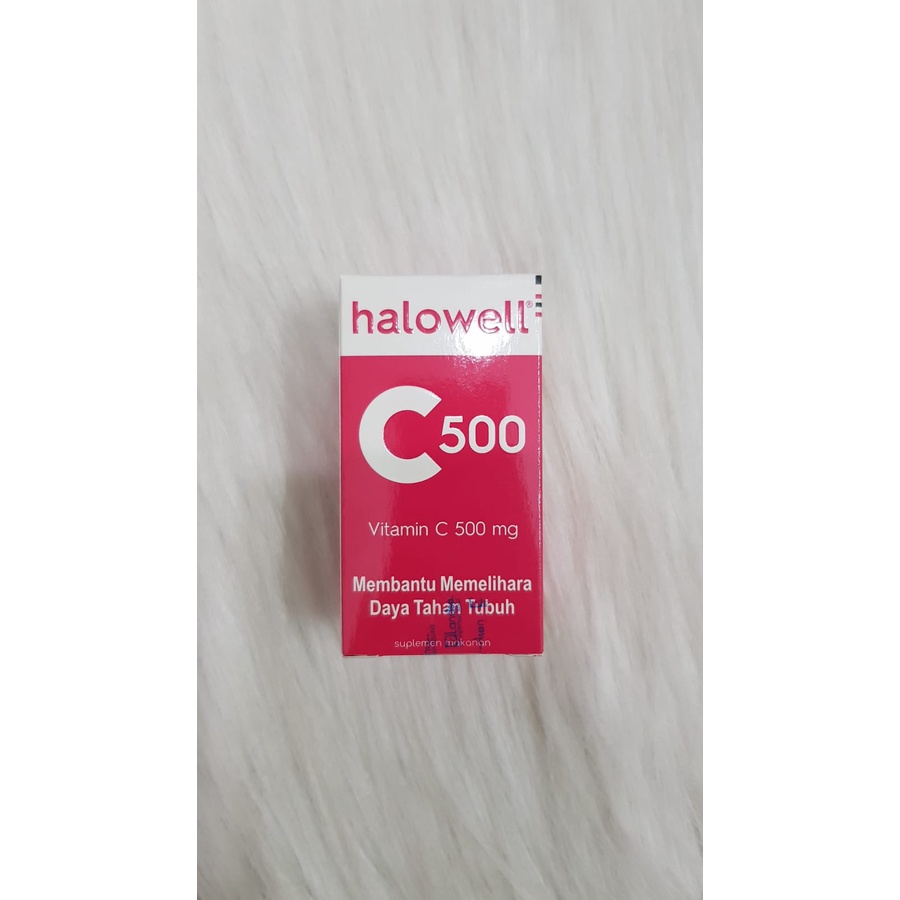 halowell®
C500
Vitamin C 500 mg
Membantu Memelihara
Daya Tahan Tubuh
suplemen makanan